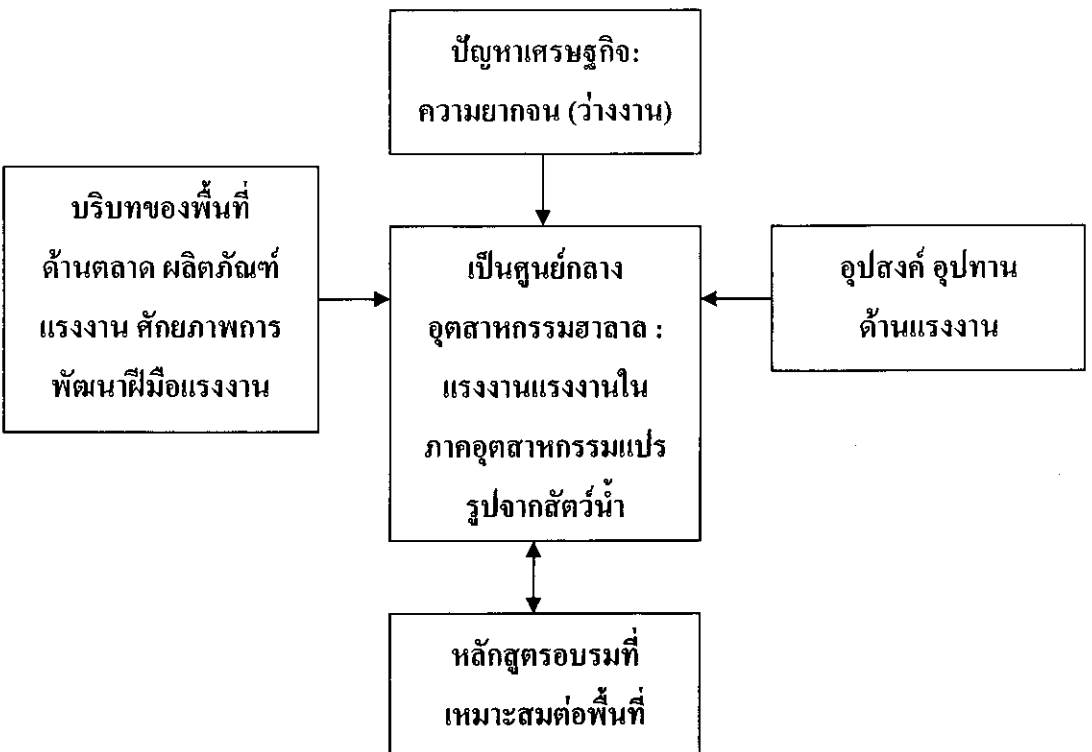 ปัญหาเศรษฐกิจ:
ความยากจน (ว่างงาน)
บริบทของพื้นที่
ด้านตลาด ผลิตภัณฑ์
แรงงาน ศักยภาพการ
พัฒนาฝีมือแรงงาน
เป็นศูนย์กลาง
อุตสาหกรรมฮาลาล :
แรงงานแรงงานใน
ภาคอุตสาหกรรมแปร
รูปจากสัตว์น้ำ
อุปสงค์ อุปทาน
ด้านแรงงาน
หลักสูตรอบรมที่
เหมาะสมต่อพื้นที่